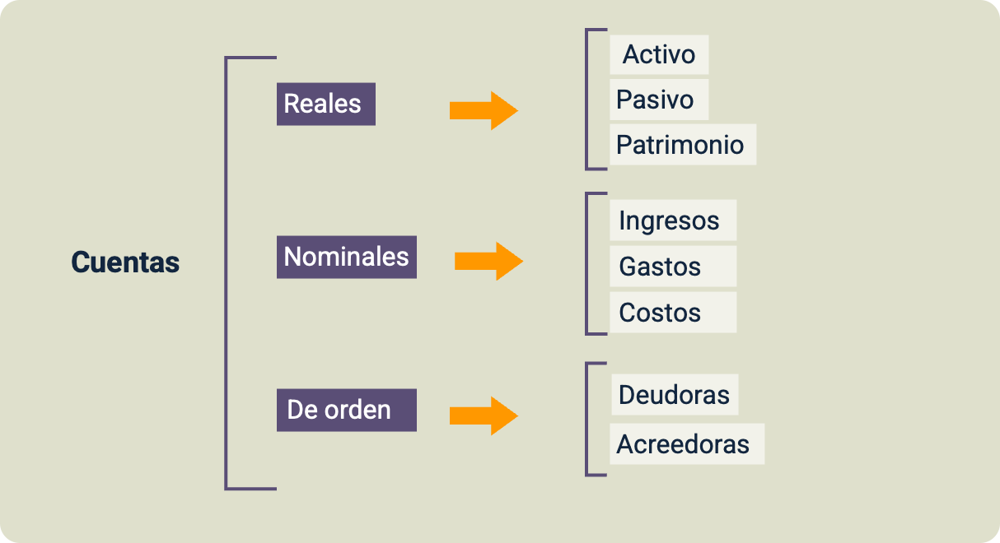 Cuentas
Reales
Activo
Pasivo
Patrimonio
Nominales
Ingresos
Gastos
Costos
De orden
Deudoras
Acreedoras